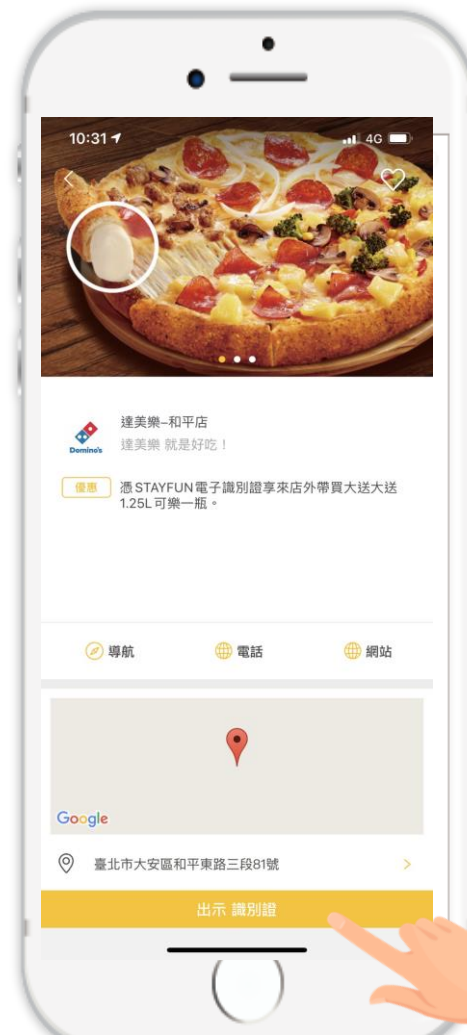 10:31
4G
達美樂–和平店
Domino's
達美樂 就是好吃！
優惠
憑STAYFUN電子識別證享來店外帶買大送大送
1.25L可樂一瓶。
導航
電話
網站
Google
臺北市大安區和平東路三段81號
出示 識別證